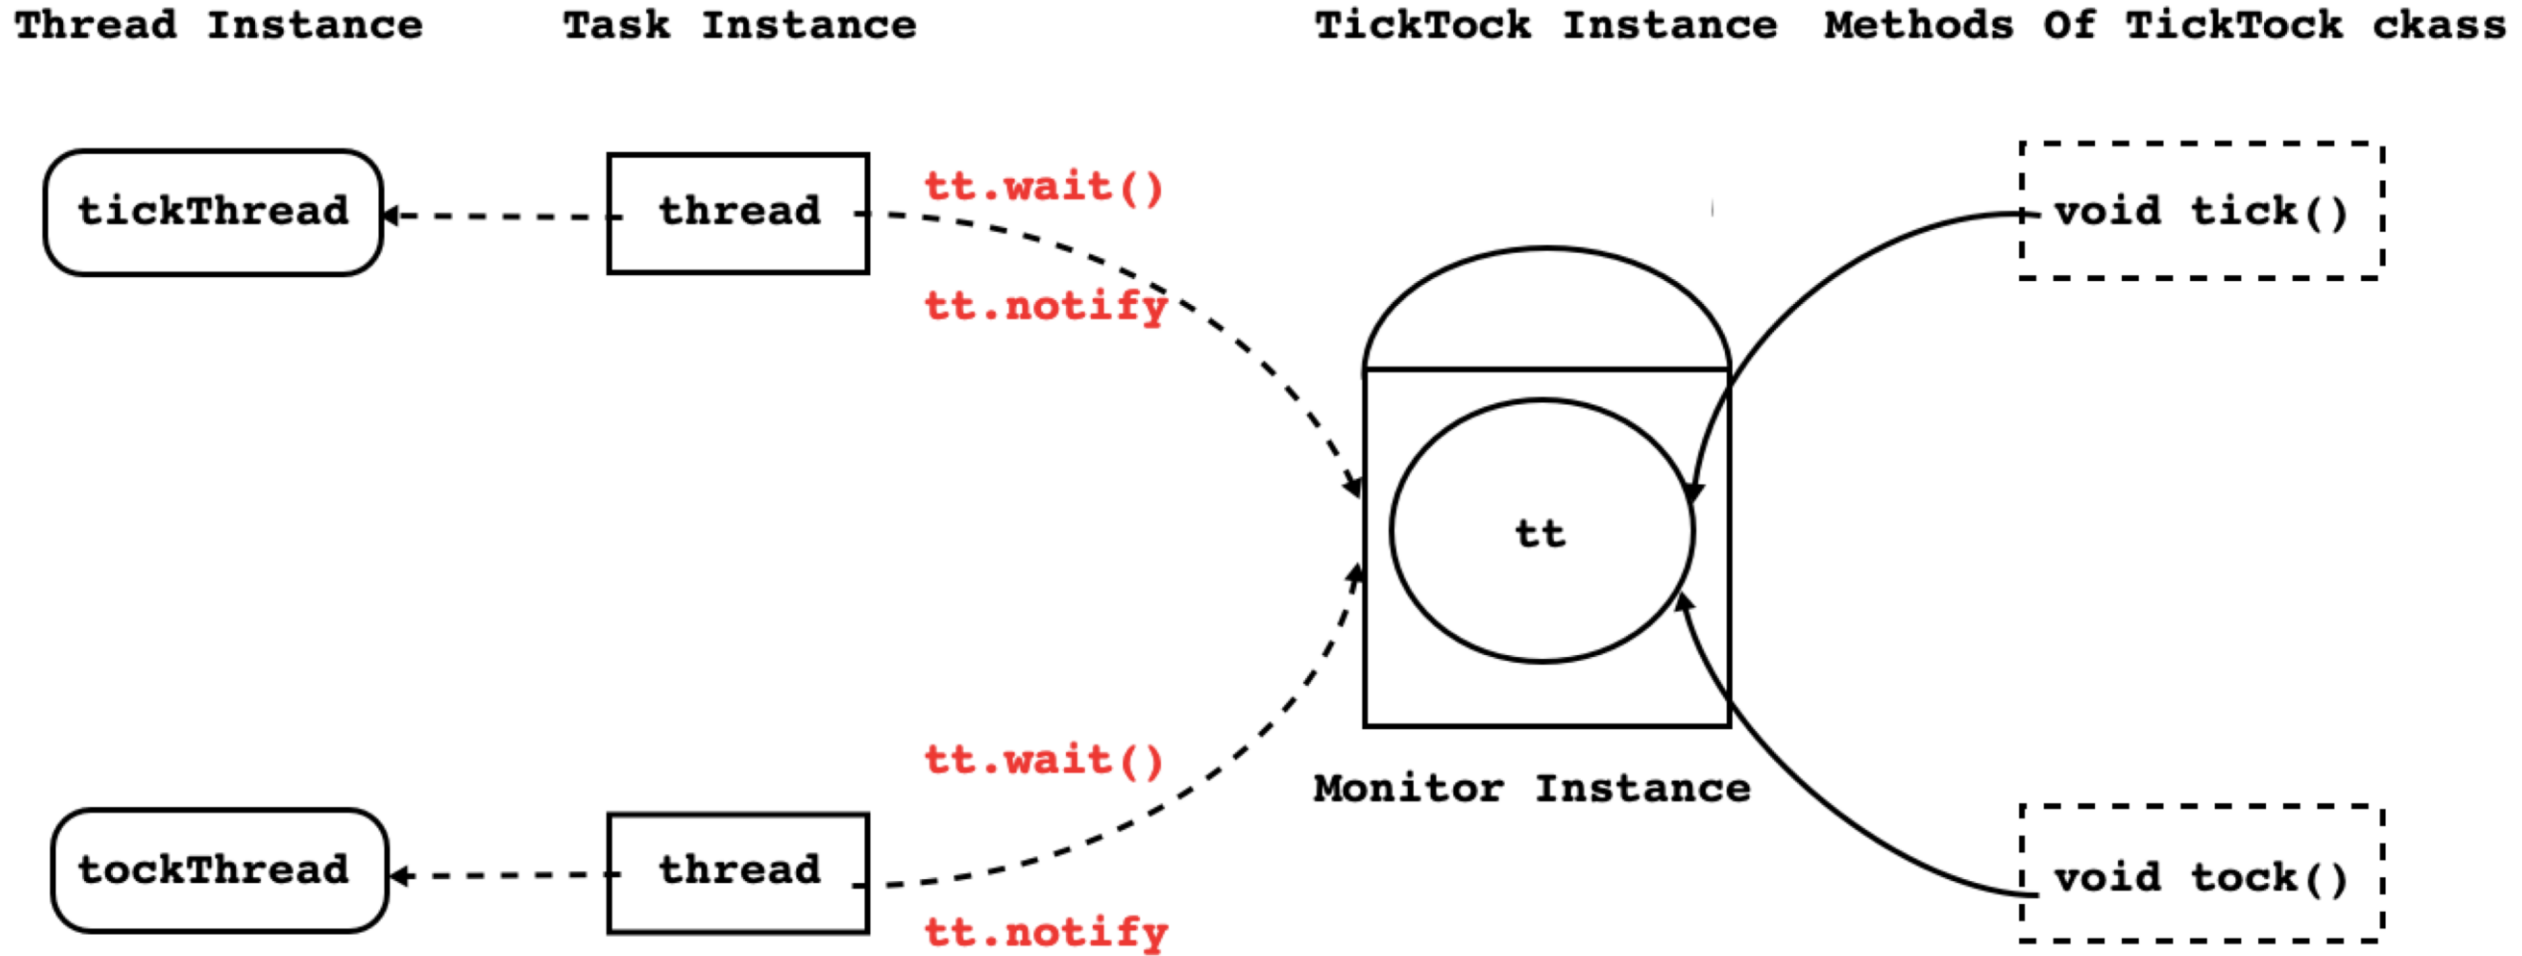 Thread Instance
Task Instance
TickTock Instance
Methods Of TickTock ckass
tickThread
thread
tt.wait()
tt.notify
void tick()
tt
Monitor Instance
tockThread
thread
tt.wait()
tt.notify
void tock()